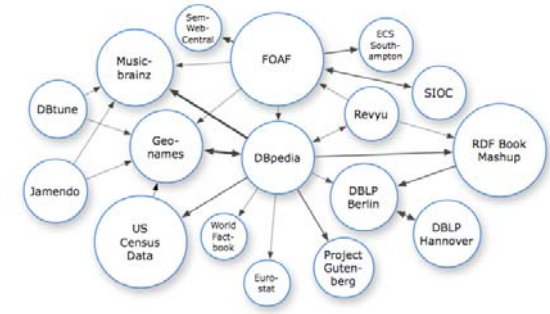 Sem-
Web-
Central
FOAF
ECS
South-
ampton
Music-
brainz
SIOC
DBtune
Revyu
Geo-
names
DBpedia
RDF Book
Mashup
Jamendo
DBLP
Berlin
US
Census
Data
World
Fact-
book
DBLP
Hannover
Euro-
stat
Project
Guten-
berg